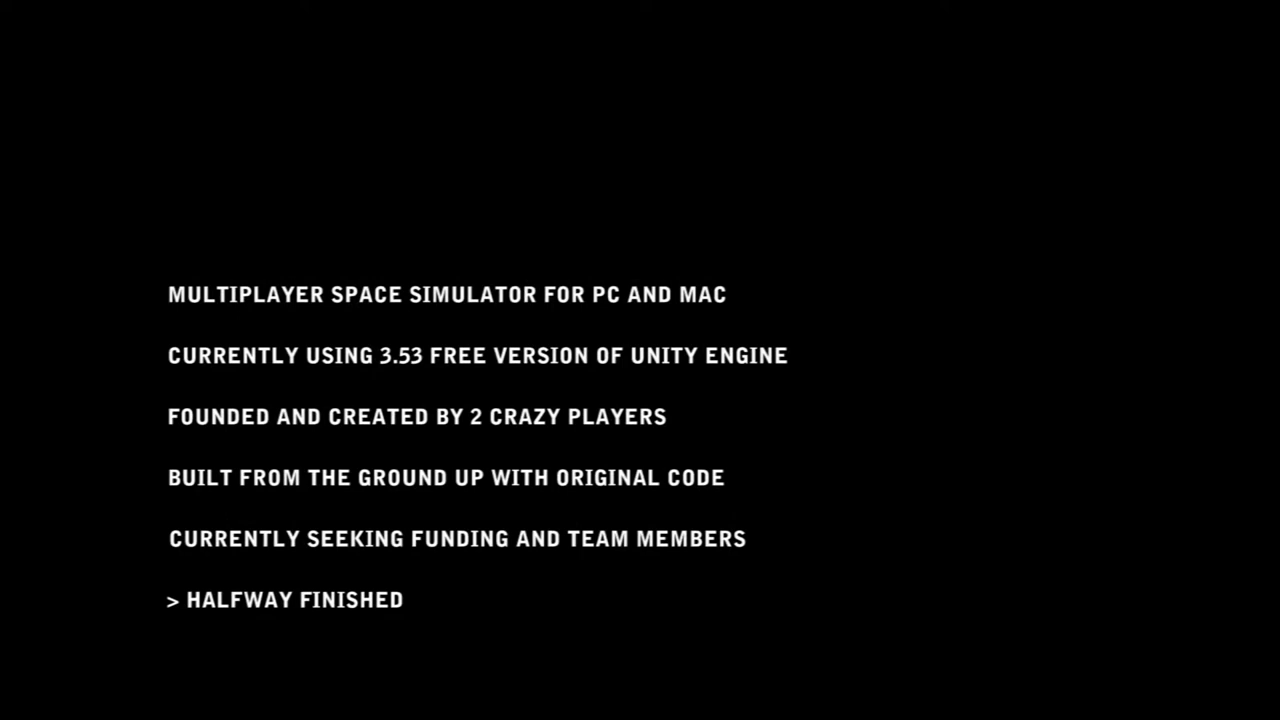 MULTIPLAYER SPACE SIMULATOR FOR PC AND MAC
CURRENTLY USING 3.53 FREE VERSION OF UNITY ENGINE
FOUNDED AND CREATED BY 2 CRAZY PLAYERS
BUILT FROM THE GROUND UP WITH ORIGINAL CODE
CURRENTLY SEEKING FUNDING AND TEAM MEMBERS
> HALFWAY FINISHED